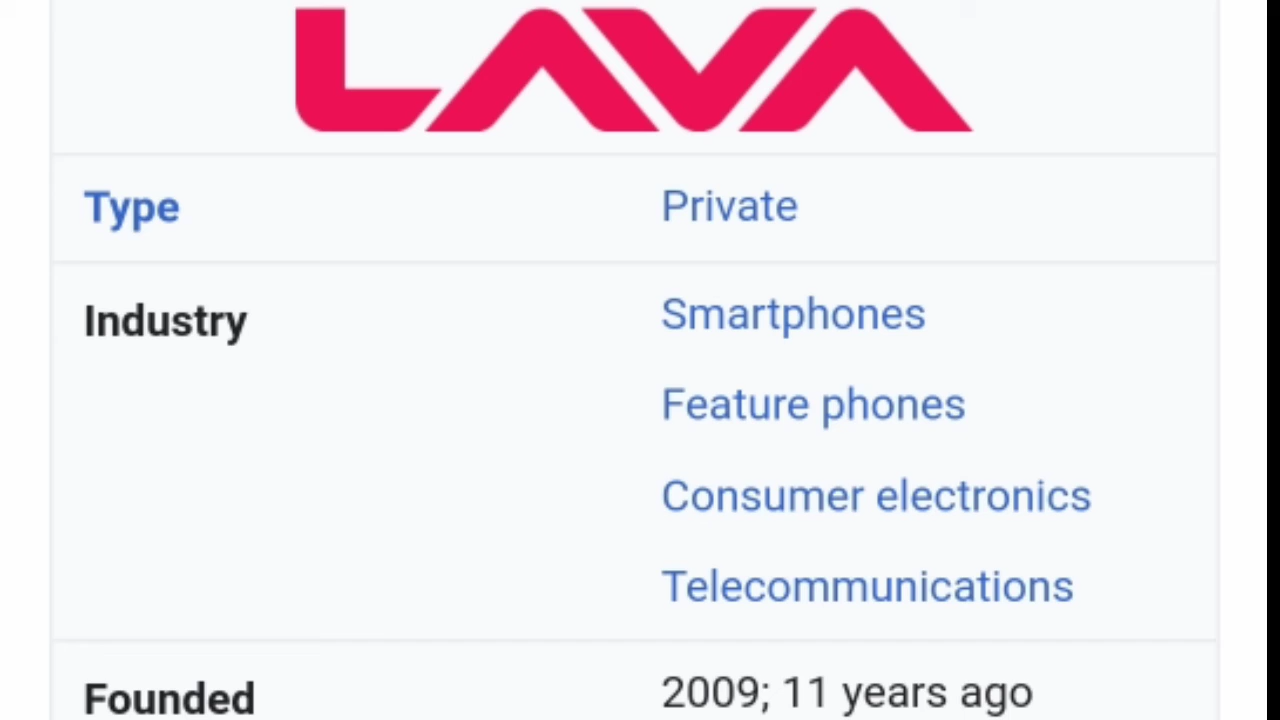 LAVA
Type Private
Industry Smartphones
Feature phones
Consumer electronics
Telecommunications
Founded 2009; 11 years ago